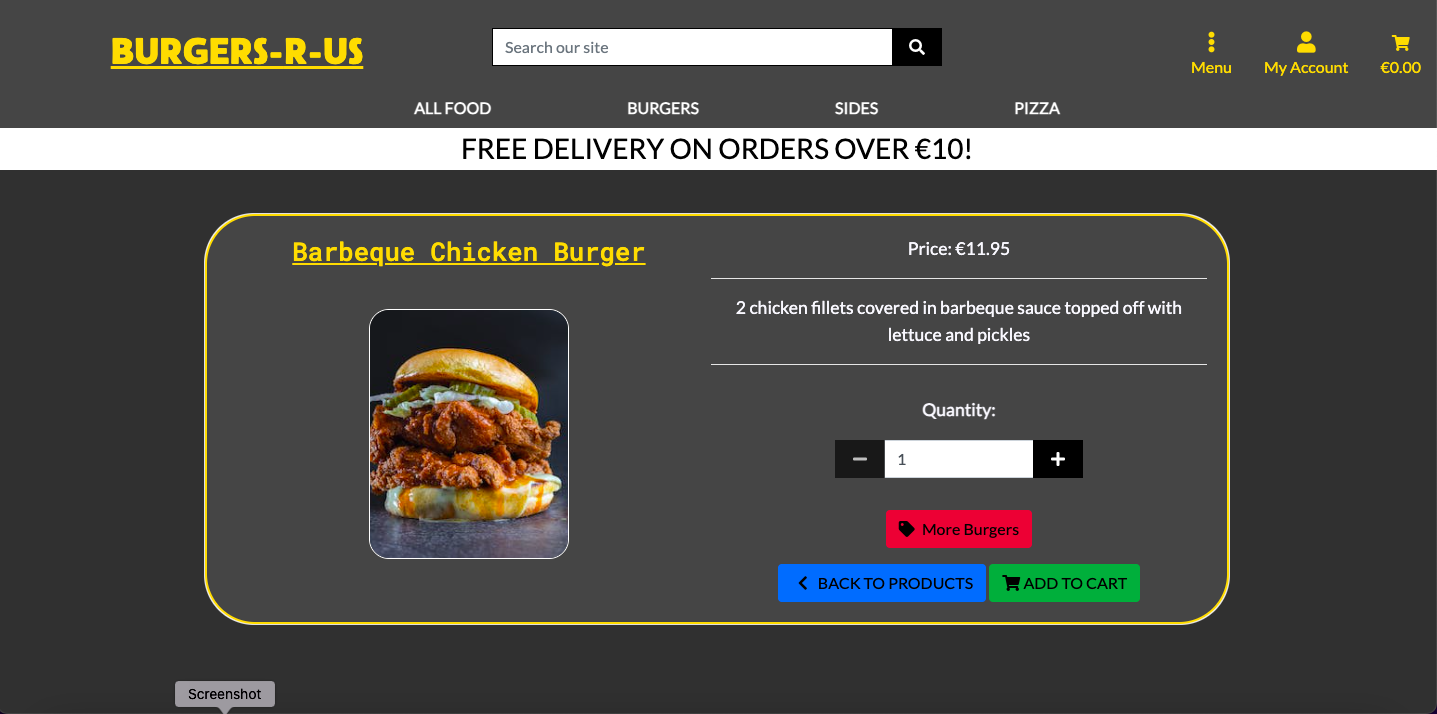 BURGERS-R-US
Search our site
Menu
My Account
€0.00
ALL FOOD
BURGERS
SIDES
PIZZA
FREE DELIVERY ON ORDERS OVER €10!
Barbeque Chicken Burger
Price: €11.95
2 chicken fillets covered in barbeque sauce topped off with
lettuce and pickles
Quantity:
1
More Burgers
BACK TO PRODUCTS
ADD TO CART
Screenshot